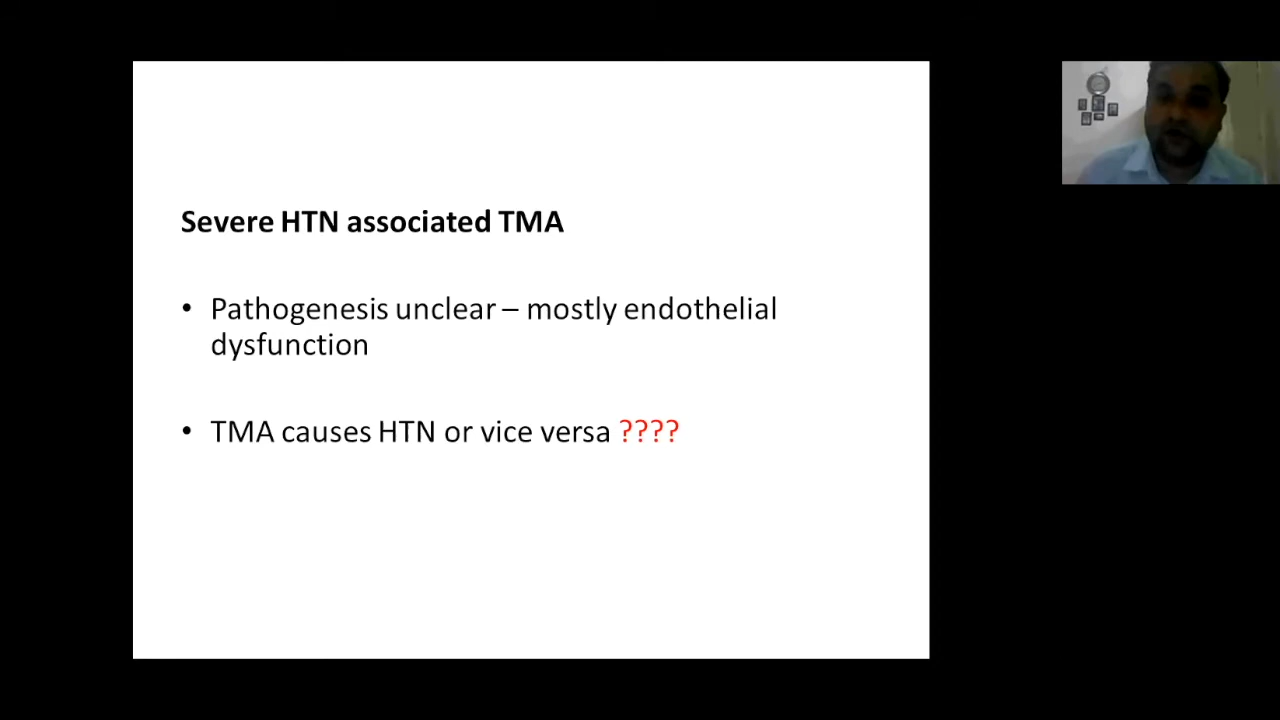 Severe HTN associated TMA
• Pathogenesis unclear – mostly endothelial
dysfunction
• TMA causes HTN or vice versa ????